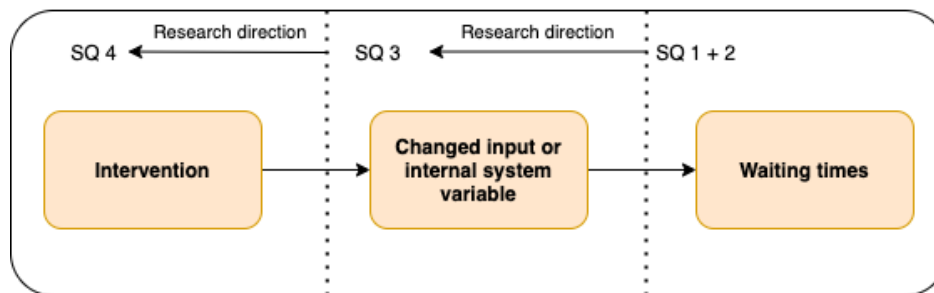 Research direction
Research direction
SQ 4
SQ 3
SQ 1 + 2
Intervention
Changed input or
internal system
variable
Waiting times